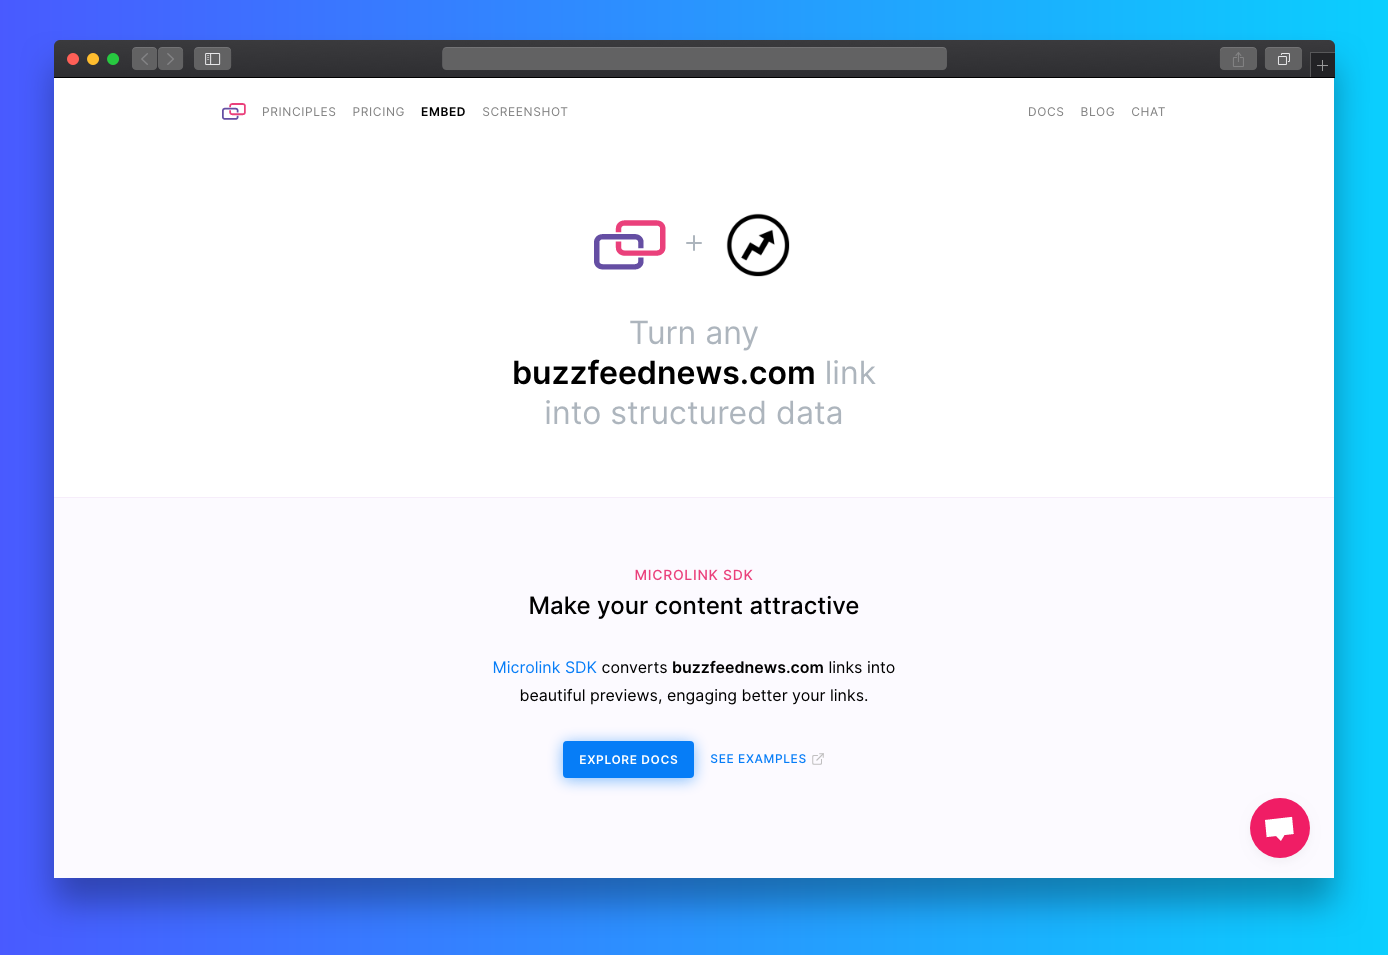 PRINCIPLES PRICING EMBED SCREENSHOT DOCS BLOG CHAT
Turn any
buzzfeednews.com link
into structured data
MICROLINK SDK
Make your content attractive
Microlink SDK converts buzzfeednews.com links into
beautiful previews, engaging better your links.
EXPLORE DOCS SEE EXAMPLES